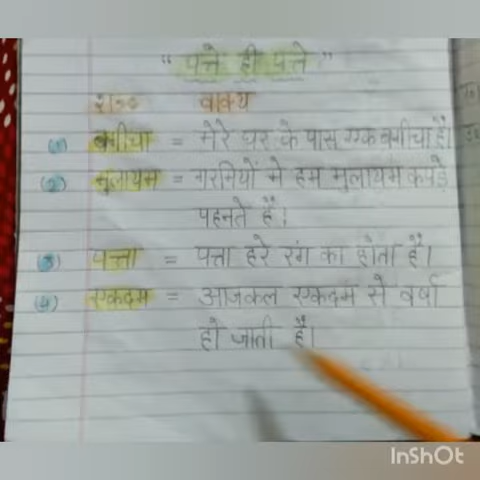 “पत्ते ही पत्ते”
शब्द वाक्य
(1) बगीचा = मेरे घर के पास एक बगीचा है।
(2) मुलायम = गरमियों मे हम मुलायम कपड़े
पहनते हैं।
(3) पत्ता = पत्ता हरे रंग का होता है।
(4) एकदम = आजकल एकदम से वर्षा
हो जाती है।
InShOt